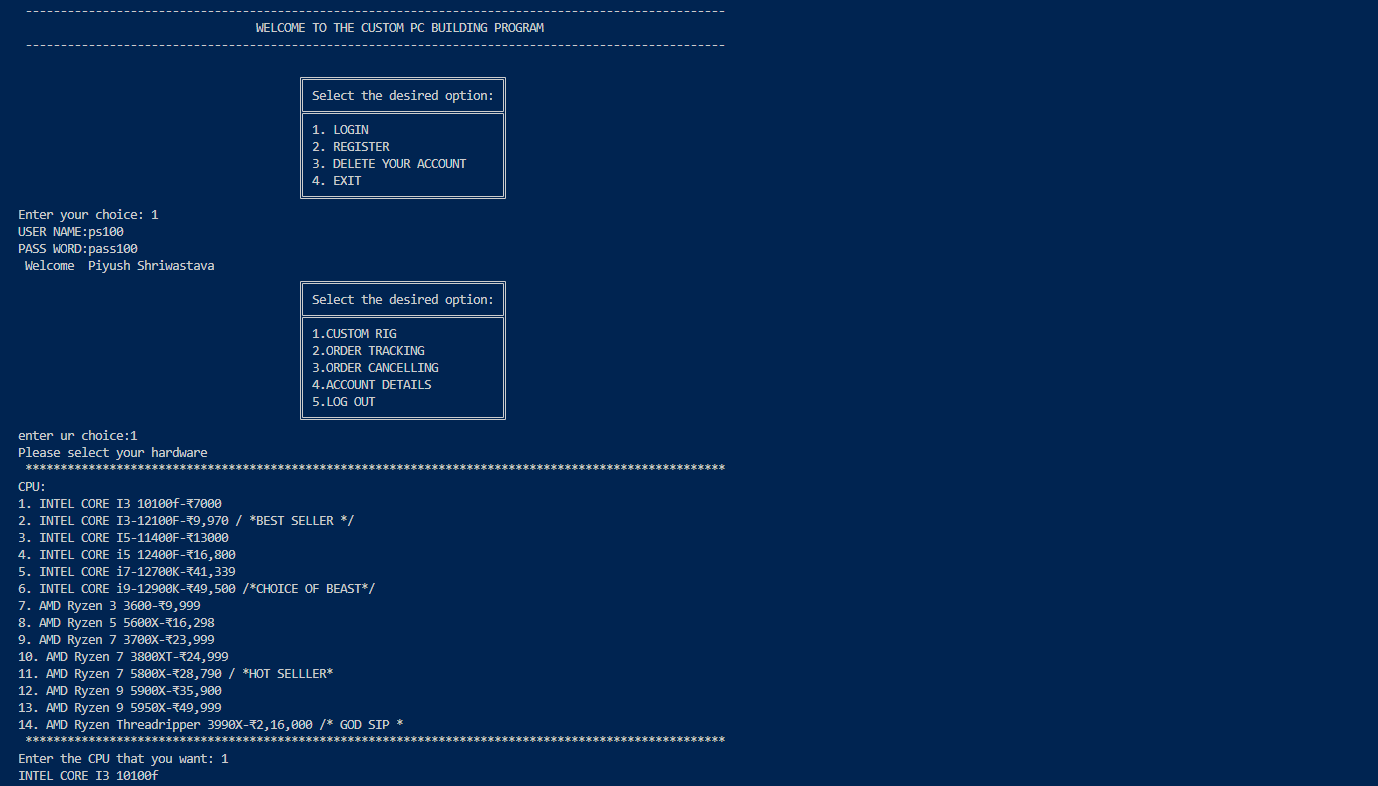 ----------------------------------------------------------------------------------------------------
WELCOME TO THE CUSTOM PC BUILDING PROGRAM
----------------------------------------------------------------------------------------------------
Select the desired option:
1. LOGIN
2. REGISTER
3. DELETE YOUR ACCOUNT
4. EXIT
Enter your choice: 1
USER NAME:ps100
PASS WORD:pass100
Welcome  Piyush Shriwastava
Select the desired option:
1.CUSTOM RIG
2.ORDER TRACKING
3.ORDER CANCELLING
4.ACCOUNT DETAILS
5.LOG OUT
enter ur choice:1
Please select your hardware
****************************************************************************************************
CPU:
1. INTEL CORE I3 10100f-₹7000
2. INTEL CORE I3-12100F-₹9,970 / *BEST SELLER */
3. INTEL CORE I5-11400F-₹13000
4. INTEL CORE i5 12400F-₹16,800
5. INTEL CORE i7-12700K-₹41,339
6. INTEL CORE i9-12900K-₹49,500 /*CHOICE OF BEAST*/
7. AMD Ryzen 3 3600-₹9,999
8. AMD Ryzen 5 5600X-₹16,298
9. AMD Ryzen 7 3700X-₹23,999
10. AMD Ryzen 7 3800XT-₹24,999
11. AMD Ryzen 7 5800X-₹28,790 / *HOT SELLLER*
12. AMD Ryzen 9 5900X-₹35,900
13. AMD Ryzen 9 5950X-₹49,999
14. AMD Ryzen Threadripper 3990X-₹2,16,000 /* GOD SIP *
****************************************************************************************************
Enter the CPU that you want: 1
INTEL CORE I3 10100f